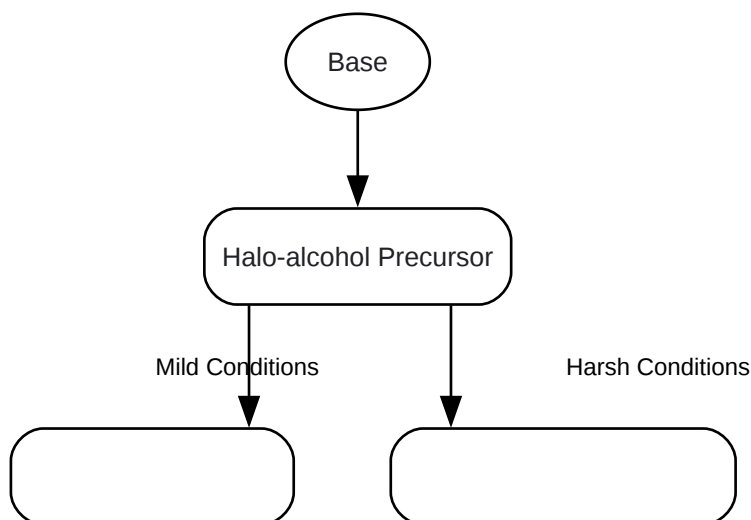 Base
Halo-alcohol Precursor
Mild Conditions
Harsh Conditions